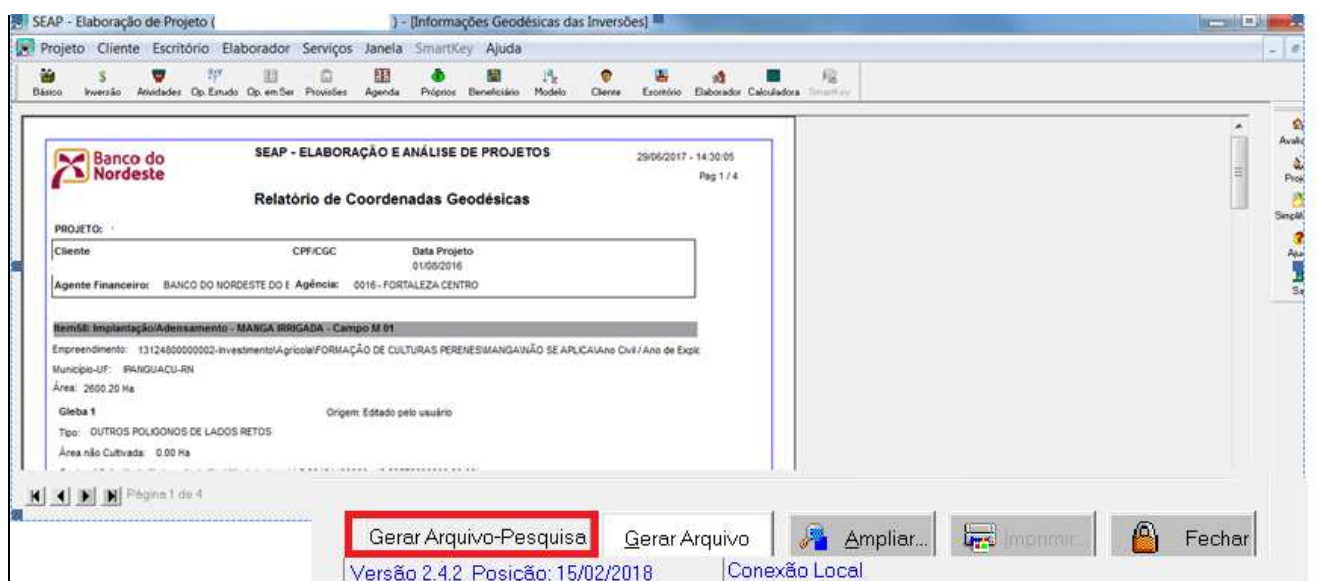 SEAP - Elaboração de Projeto ( ) - [Informações Geodésicas das Inversões]
Projeto Cliente Escritório Elaborador Serviços Janela SmartKey Ajuda
Básico Inversão Atividades Op. Estudo Op. em Ser Provisões Agenda Próprios Beneficiário Modelo Cliente Escritório Elaborador Calculadora SmartKey
Banco do
Nordeste
SEAP - ELABORAÇÃO E ANÁLISE DE PROJETOS
29/06/2017 - 14:30:05
Pag 1 / 4
Relatório de Coordenadas Geodésicas
PROJETO:
Cliente CPF/CGC Data Projeto
01/06/2016
Agente Financeiro: BANCO DO NORDESTE DO E Agência: 0016 - FORTALEZA CENTRO
Item58: Implantação/Adensamento - MANGA IRRIGADA - Campo M 01
Empreendimento: 13124800000002-Investimento\Agrícola\FORMAÇÃO DE CULTURAS PERENES\MANGA\NÃO SE APLICA\Ano Civil / Ano de Explc
Município-UF: IPANGUACU-RN
Área: 2600.20 Ha
Gleba 1 Origem: Editado pelo usuário
Tipo: OUTROS POLIGONOS DE LADOS RETOS
Área não Cultivada: 0.00 Ha
Página 1 de 4
Gerar Arquivo-Pesquisa Gerar Arquivo Ampliar... Imprimir... Fechar
Versão 2.4.2 Posição: 15/02/2018 Conexão Local